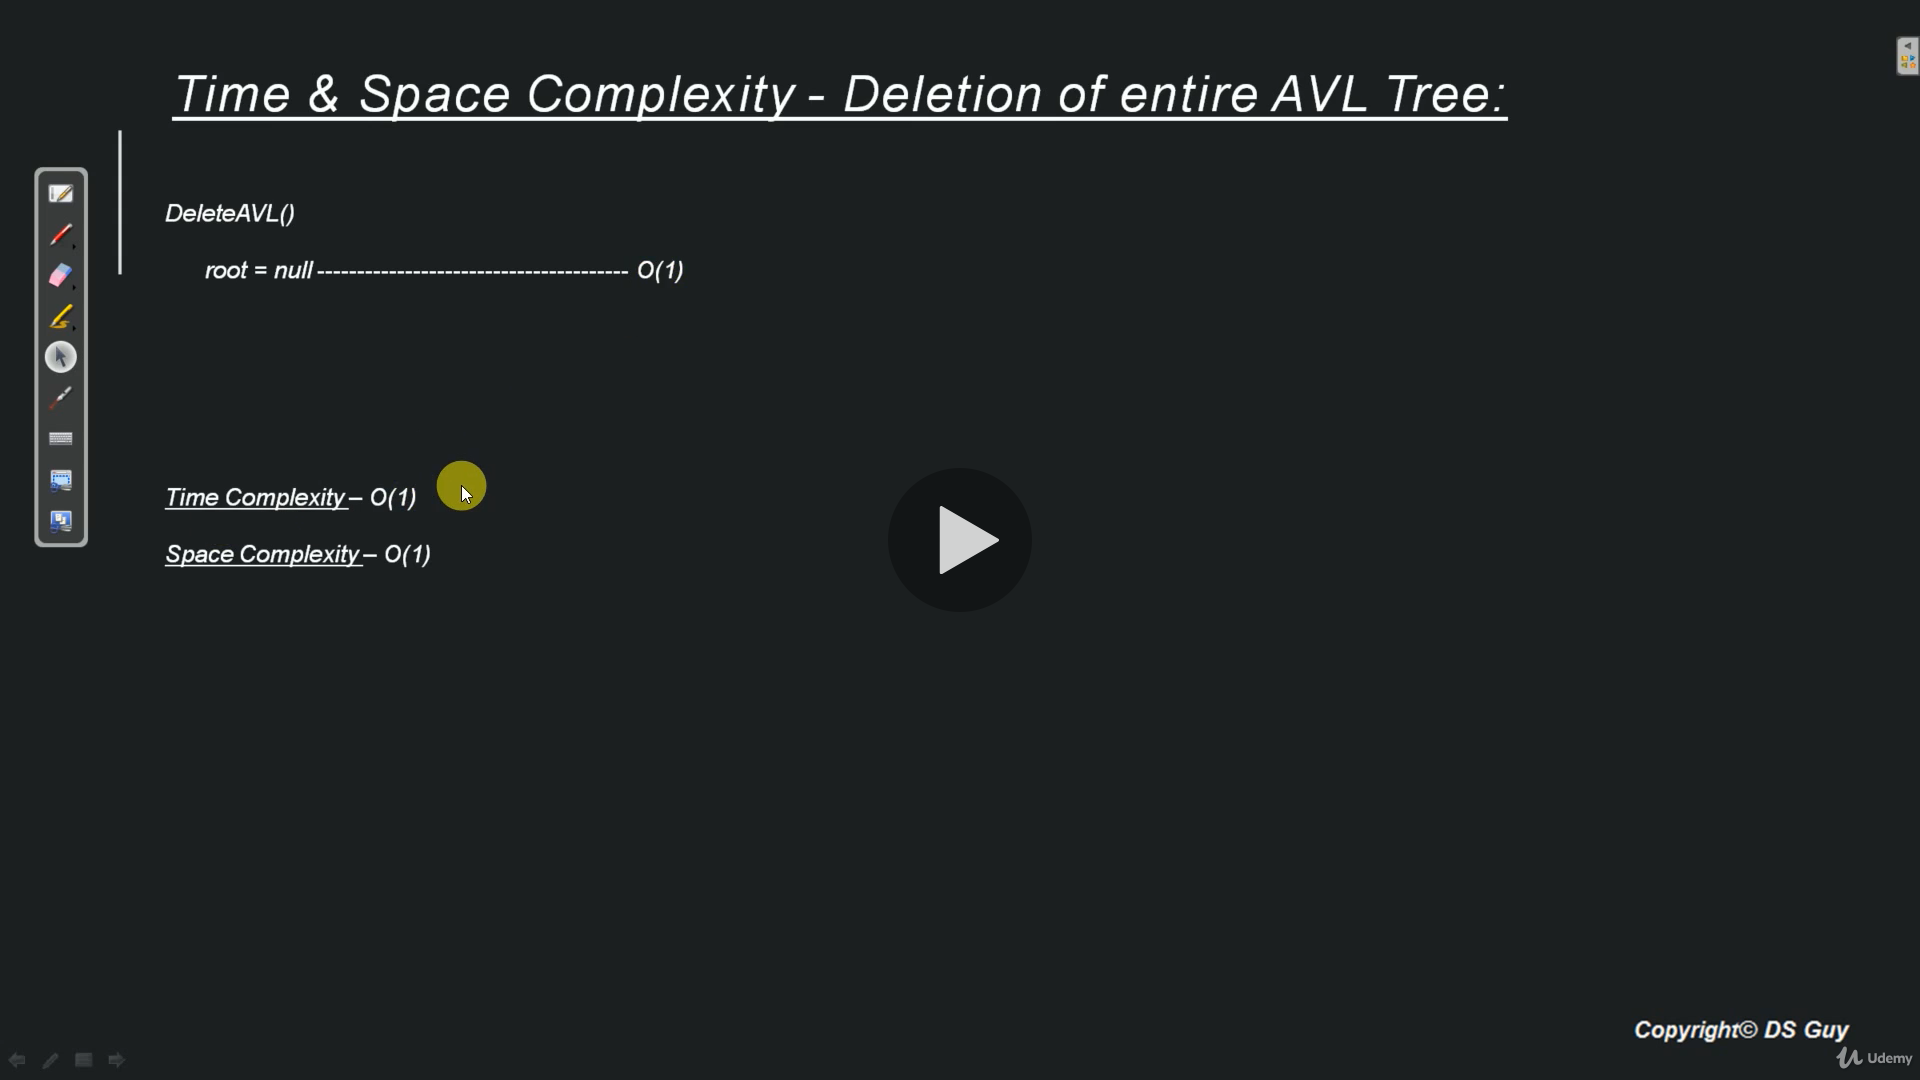 Time & Space Complexity - Deletion of entire AVL Tree:
DeleteAVL()
root = null --------------------------------------- O(1)
Time Complexity – O(1)
Space Complexity – O(1)
Copyright© DS Guy
Udemy